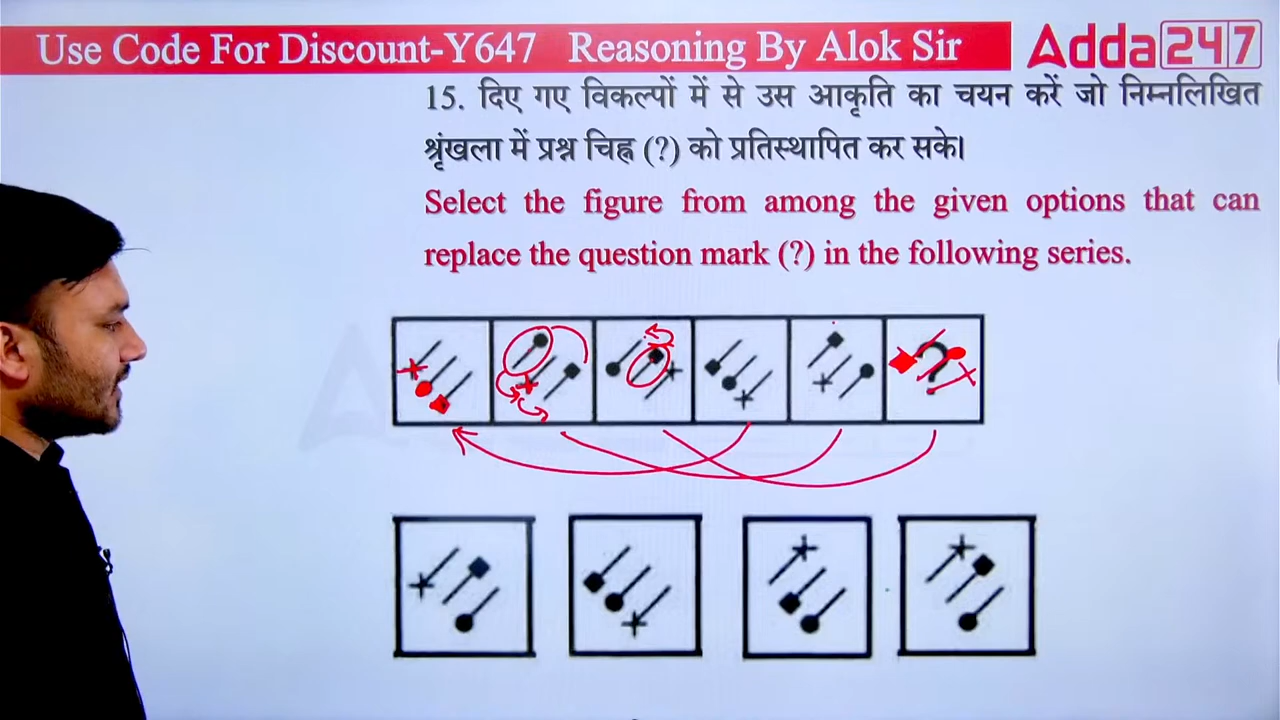 Use Code For Discount-Y647 Reasoning By Alok Sir
Adda247
15. दिए गए विकल्पों में से उस आकृति का चयन करें जो निम्नलिखित
श्रृंखला में प्रश्न चिह्न (?) को प्रतिस्थापित कर सके।
Select the figure from among the given options that can
replace the question mark (?) in the following series.
?